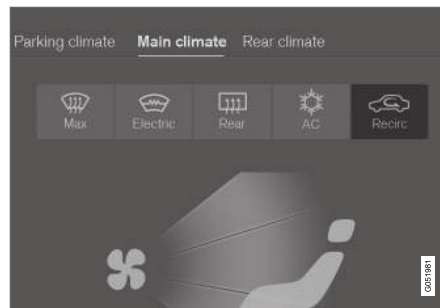 Parking climate Main climate Rear climate
Max Electric Rear AC Recirc
G051981